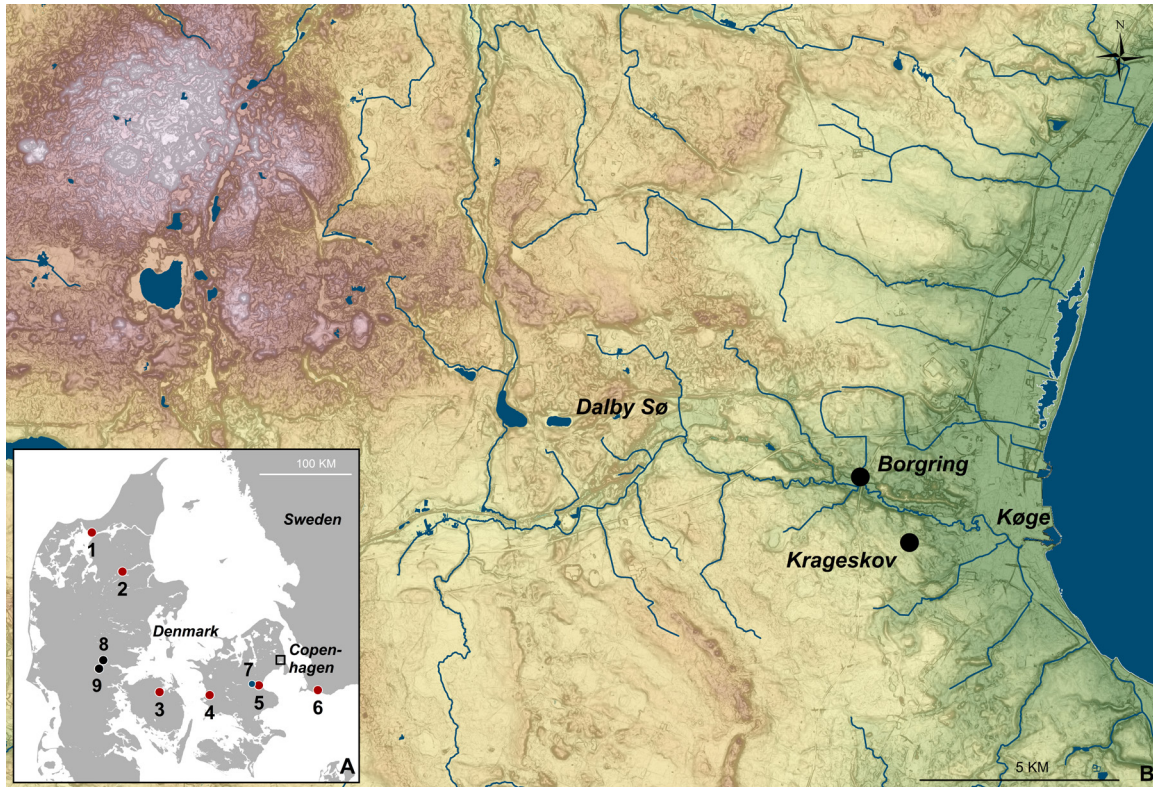 N
Dalby Sø
Borgring
Køge
Krageskov
5 KM
B
100 KM
Sweden
1
2
Denmark
8
9
Copen-
hagen
7
3
4
5
6
A